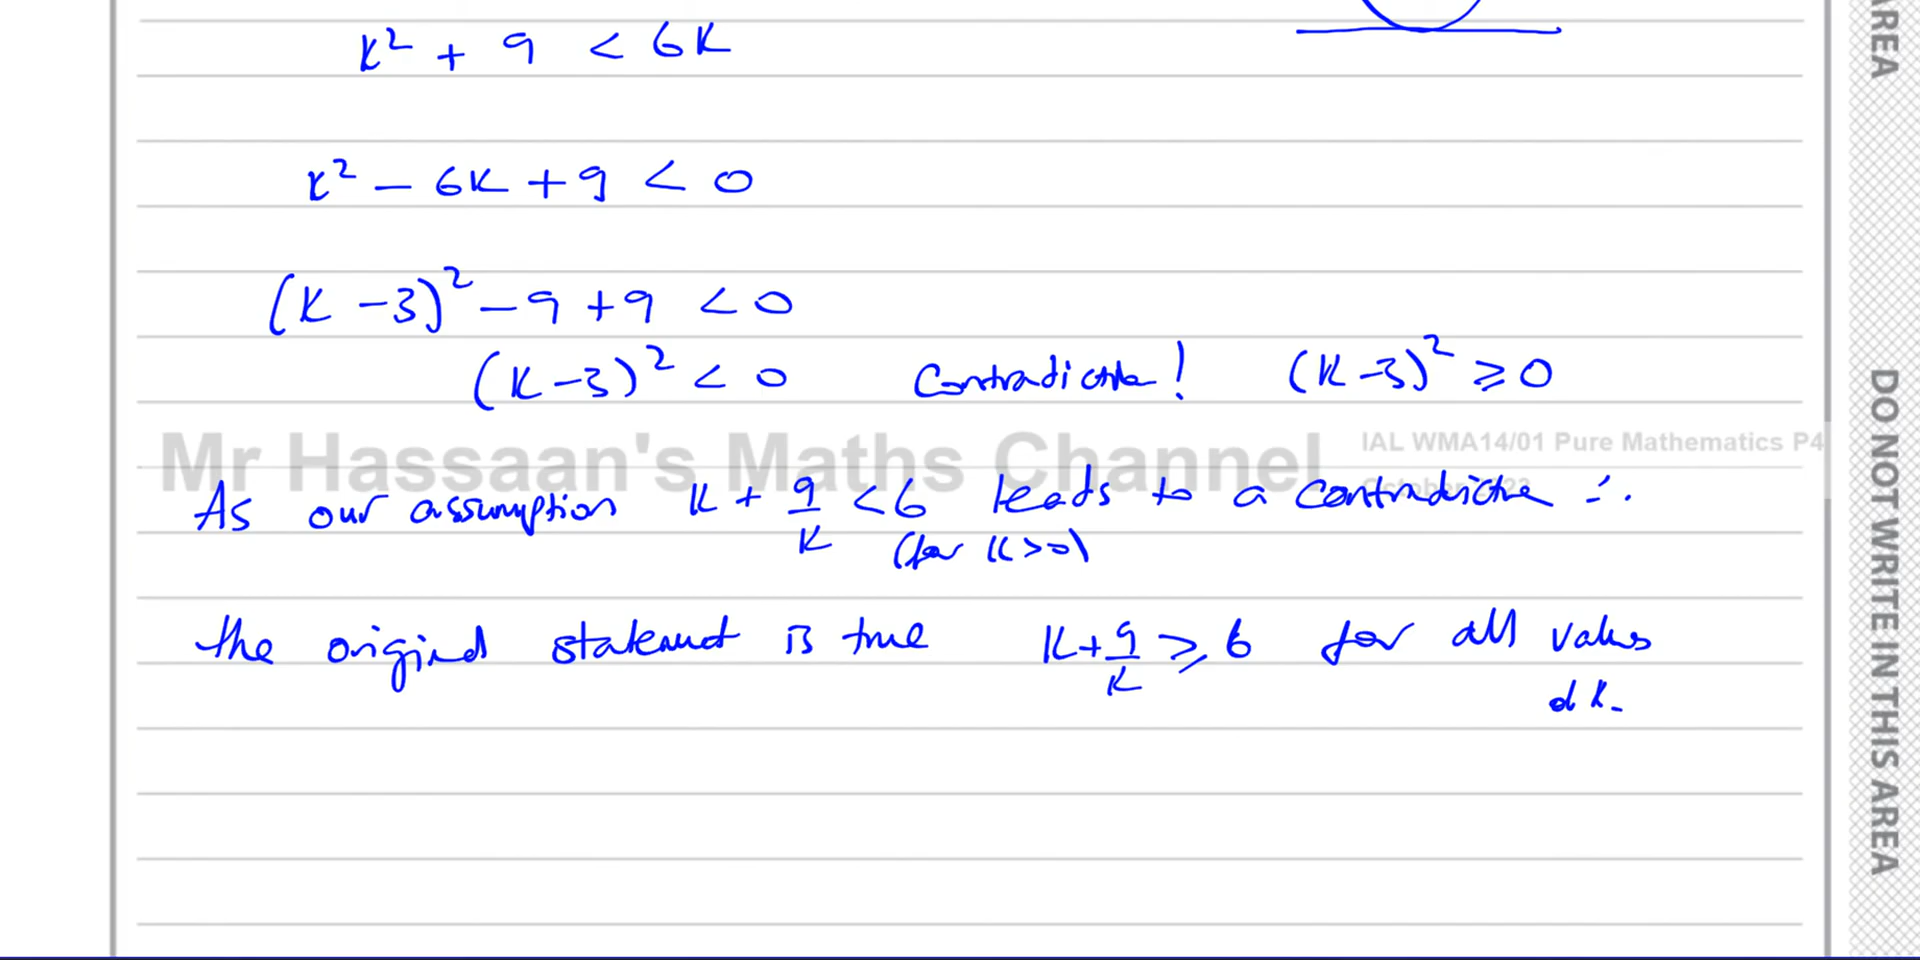 k² + 9 < 6k
k² - 6k + 9 < 0
(k - 3)² - 9 + 9 < 0
(k - 3)² < 0 Contradiction! (k - 3)² ≥ 0
Mr Hassaan's Maths Channel
IAL WMA14/01 Pure Mathematics P4
As our assumption k + 9/k < 6 leads to a contradiction ∴
(for k > 0)
the original statement is true k + 9/k ≥ 6 for all values
of k.
AREA
DO NOT WRITE IN THIS AREA